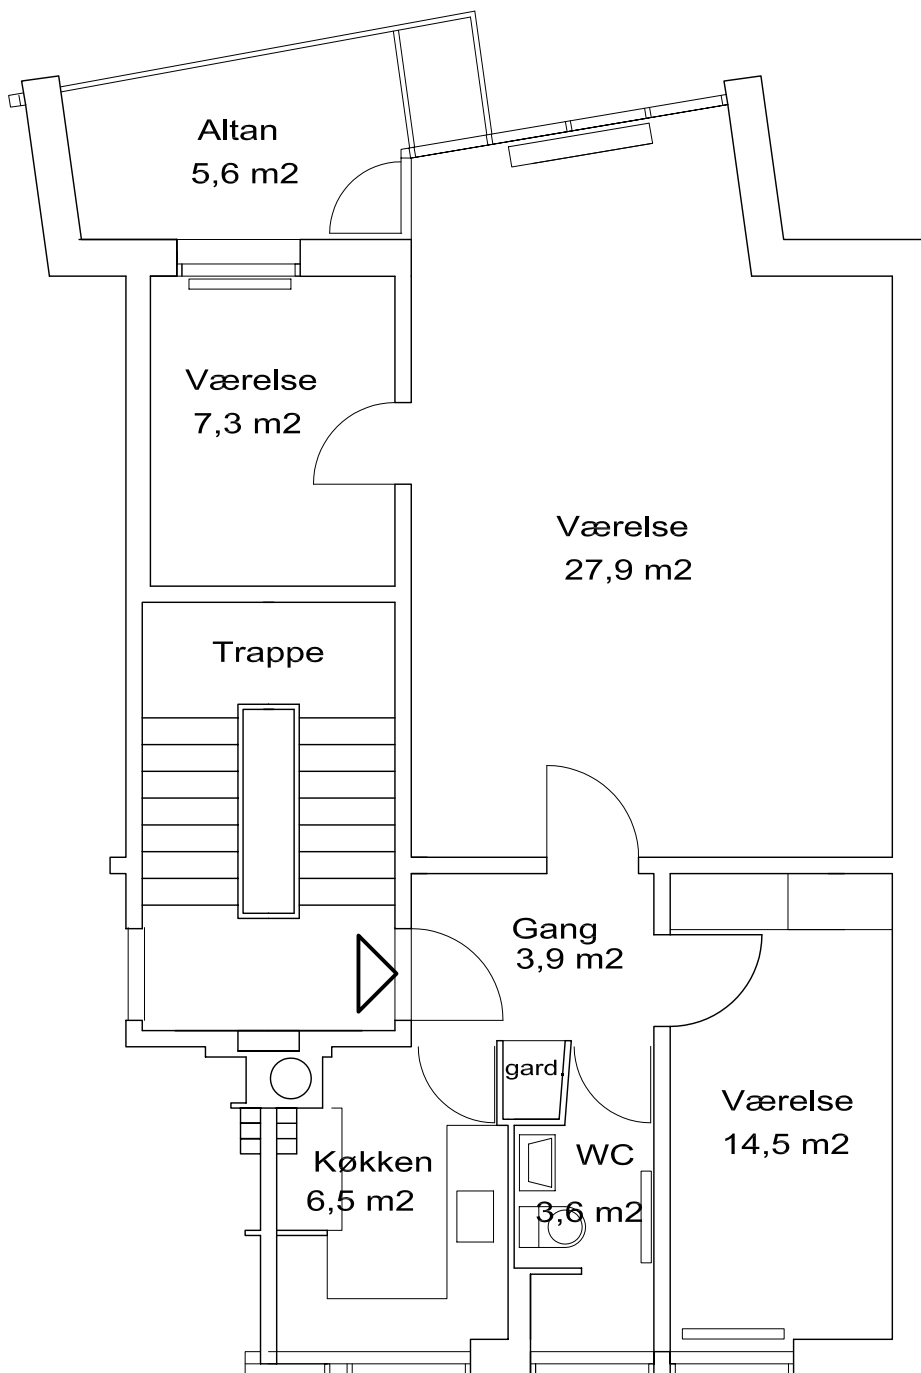 Altan
5,6 m2
Værelse
7,3 m2
Værelse
27,9 m2
Trappe
Gang
3,9 m2
gard.
Værelse
14,5 m2
Køkken
6,5 m2
WC
3,6 m2